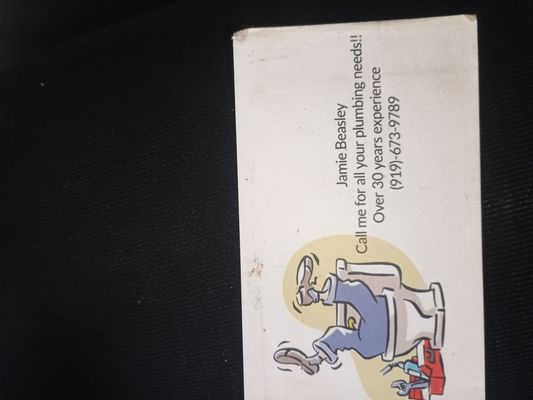 Jamie Beasley
Call me for all your plumbing needs!!
Over 30 years experience
(919)-673-9789